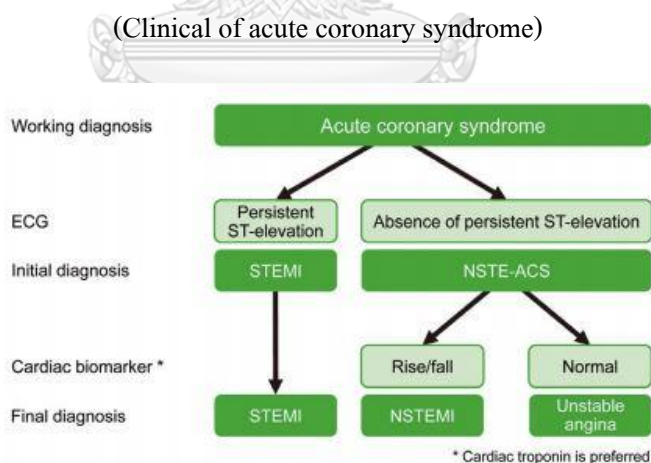 (Clinical of acute coronary syndrome)
Working diagnosis
Acute coronary syndrome
ECG
Persistent
ST-elevation
Absence of persistent ST-elevation
Initial diagnosis
STEMI
NSTE-ACS
Cardiac biomarker *
Rise/fall
Normal
Final diagnosis
STEMI
NSTEMI
Unstable
angina
* Cardiac troponin is preferred